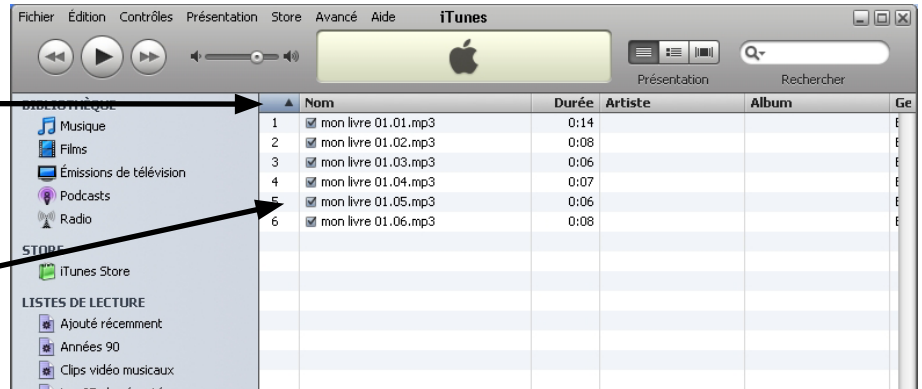 Fichier Édition Contrôles Présentation Store Avancé Aide iTunes
Présentation Rechercher
BIBLIOTHÈQUE
Musique
Films
Émissions de télévision
Podcasts
Radio
STORE
iTunes Store
LISTES DE LECTURE
Ajouté récemment
Années 90
Clips vidéo musicaux
Nom Durée Artiste Album Ge
1 mon livre 01.01.mp3 0:14
2 mon livre 01.02.mp3 0:08
3 mon livre 01.03.mp3 0:06
4 mon livre 01.04.mp3 0:07
5 mon livre 01.05.mp3 0:06
6 mon livre 01.06.mp3 0:08